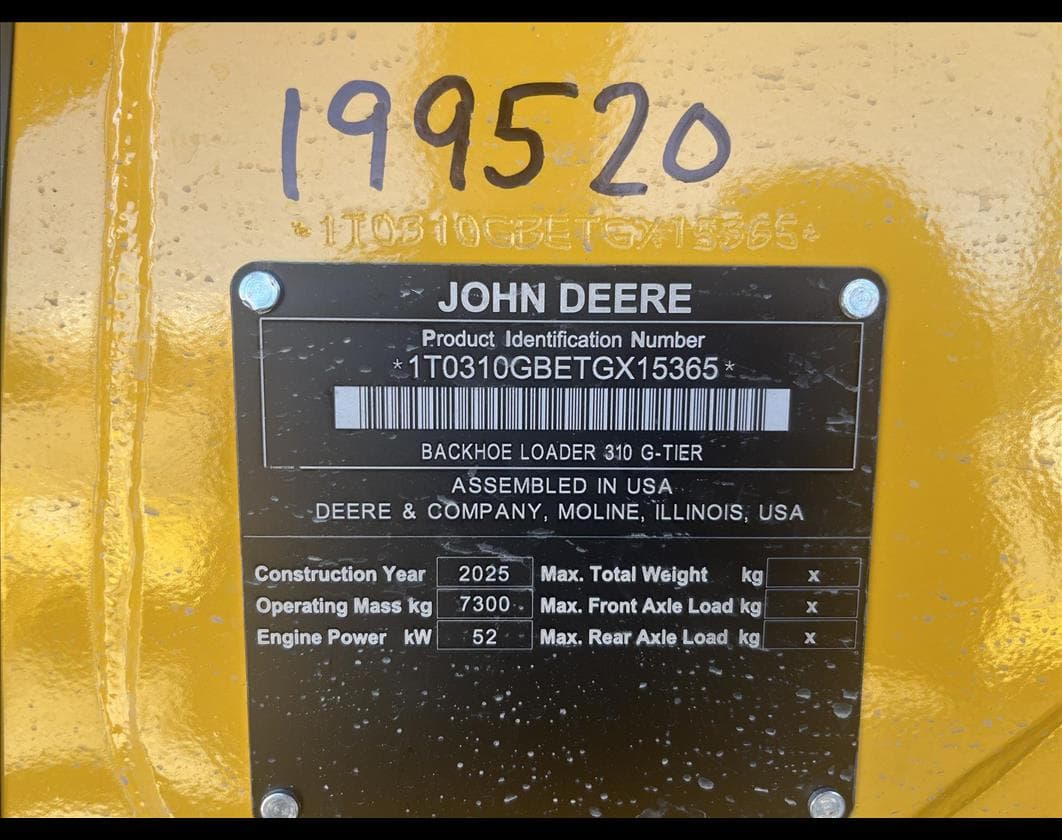 199520
*1T0310GBETGX15365*
JOHN DEERE
Product Identification Number
*1T0310GBETGX15365*
BACKHOE LOADER 310 G-TIER
ASSEMBLED IN USA
DEERE & COMPANY, MOLINE, ILLINOIS, USA
Construction Year 2025 Max. Total Weight kg x
Operating Mass kg 7300 Max. Front Axle Load kg x
Engine Power kW 52 Max. Rear Axle Load kg x